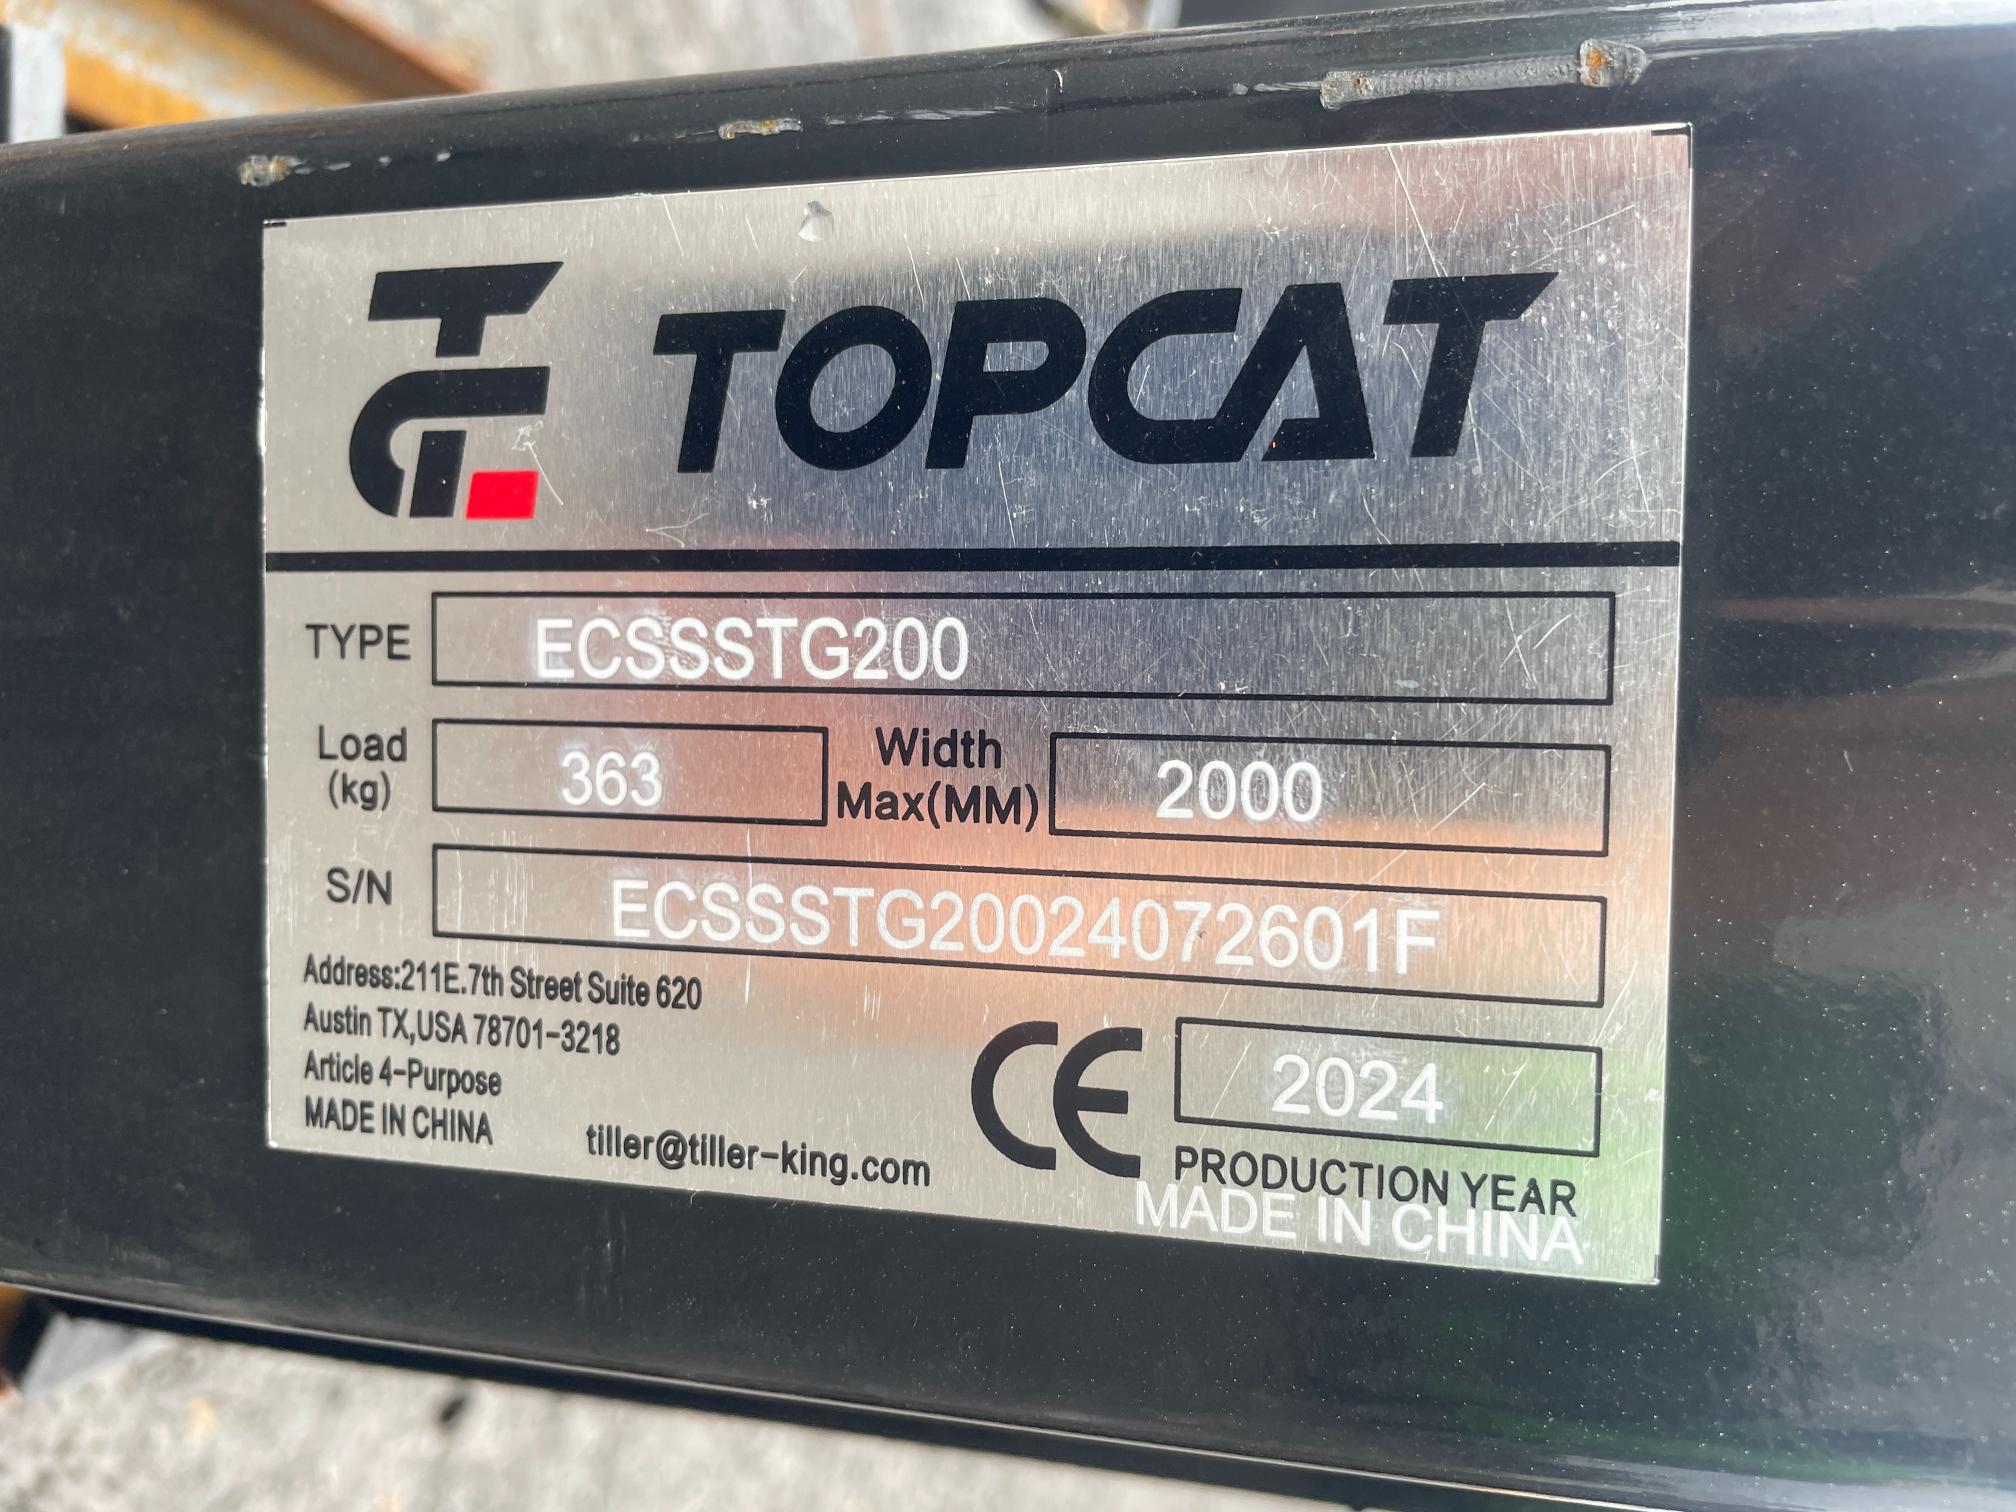 TOPCAT
TYPE ECSSSTG200
Load (kg) 363 Width Max(MM) 2000
S/N ECSSSTG20024072601F
Address:211E.7th Street Suite 620
Austin TX,USA 78701-3218
Article 4-Purpose
MADE IN CHINA
tiller@tiller-king.com
CE
2024
PRODUCTION YEAR
MADE IN CHINA